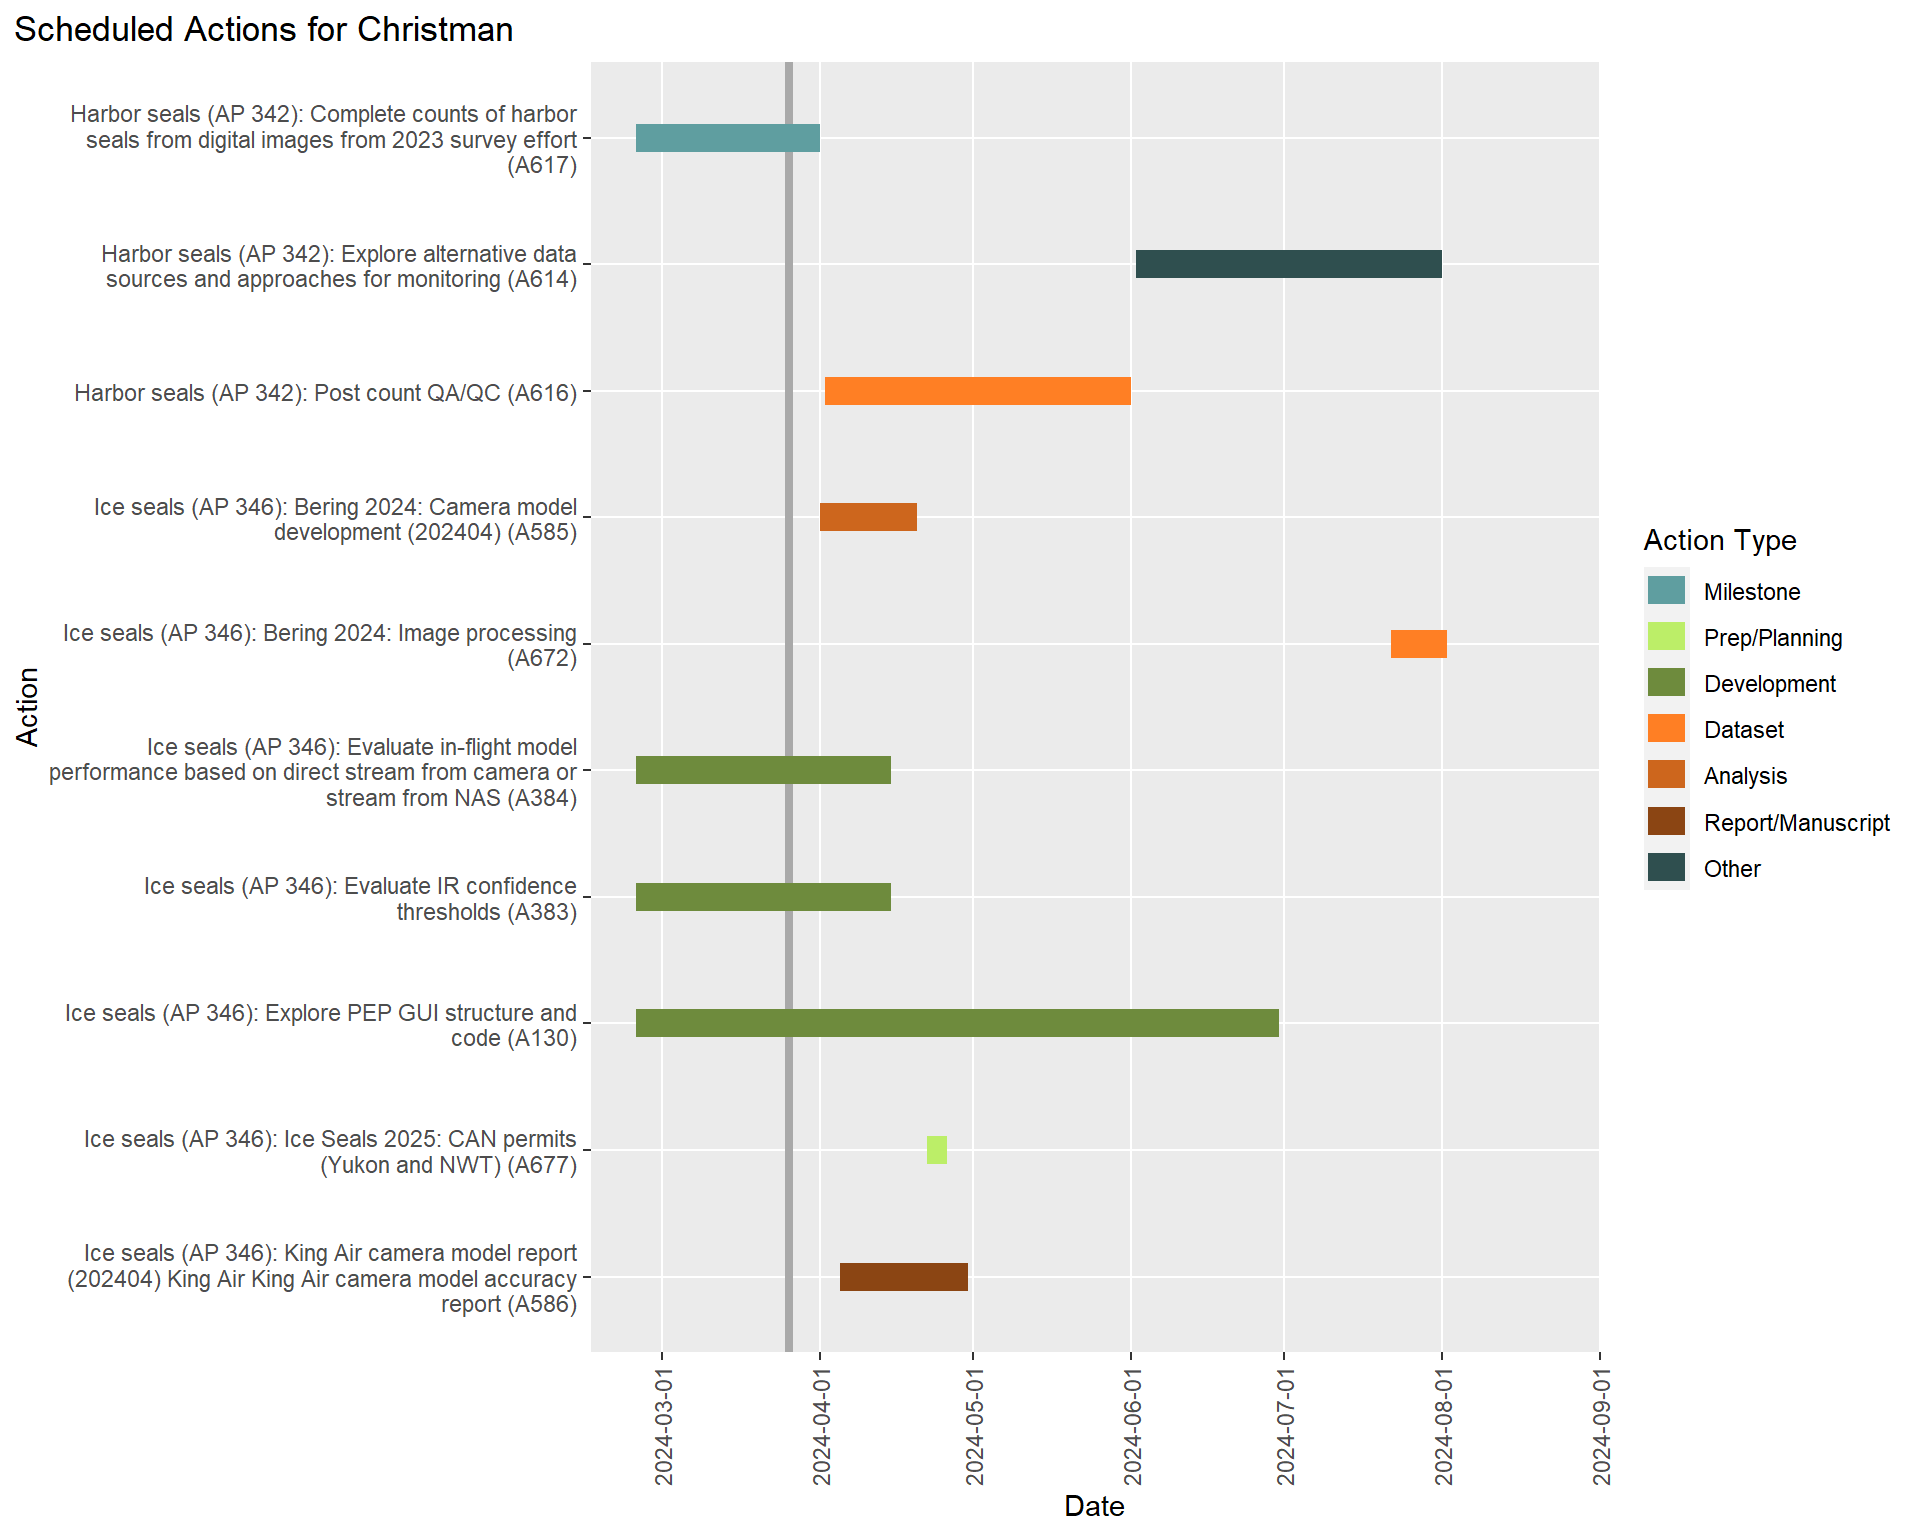 Scheduled Actions for Christman
Harbor seals (AP 342): Complete counts of harbor
seals from digital images from 2023 survey effort
(A617)
Harbor seals (AP 342): Explore alternative data
sources and approaches for monitoring (A614)
Harbor seals (AP 342): Post count QA/QC (A616)
Ice seals (AP 346): Bering 2024: Camera model
development (202404) (A585)
Ice seals (AP 346): Bering 2024: Image processing
(A672)
Ice seals (AP 346): Evaluate in-flight model
performance based on direct stream from camera or
stream from NAS (A384)
Ice seals (AP 346): Evaluate IR confidence
thresholds (A383)
Ice seals (AP 346): Explore PEP GUI structure and
code (A130)
Ice seals (AP 346): Ice Seals 2025: CAN permits
(Yukon and NWT) (A677)
Ice seals (AP 346): King Air camera model report
(202404) King Air King Air camera model accuracy
report (A586)
Action
2024-03-01
2024-04-01
2024-05-01
2024-06-01
2024-07-01
2024-08-01
2024-09-01
Date
Action Type
Milestone
Prep/Planning
Development
Dataset
Analysis
Report/Manuscript
Other